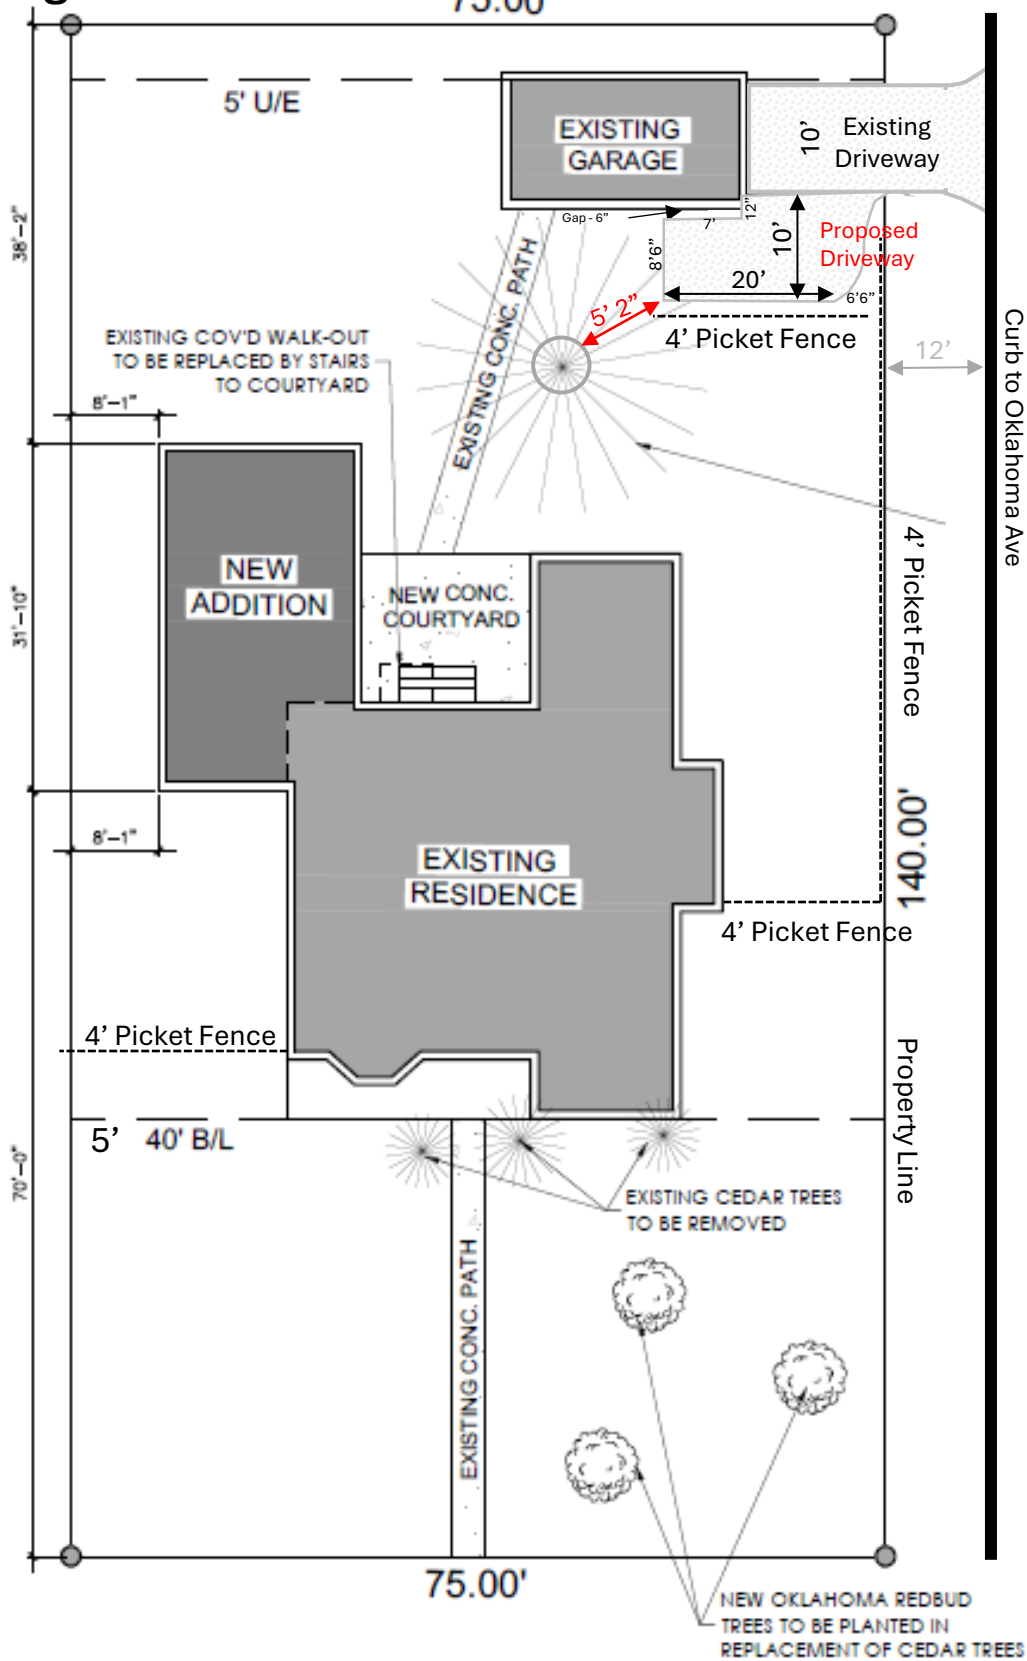 75.00'
5' U/E
EXISTING
GARAGE
10'
Existing
Driveway
38'-2"
Gap - 6”
7’
12”
8’6”
10’
Proposed
Driveway
20’
6’6”
5’ 2”
4’ Picket Fence
EXISTING CONC. PATH
EXISTING COV'D WALK-OUT
TO BE REPLACED BY STAIRS
TO COURTYARD
12’
Curb to Oklahoma Ave
8'-1"
NEW
ADDITION
NEW CONC.
COURTYARD
4’ Picket Fence
31'-10"
8'-1"
EXISTING
RESIDENCE
140.00'
4’ Picket Fence
4’ Picket Fence
Property Line
5’
40' B/L
70'-0"
EXISTING CEDAR TREES
TO BE REMOVED
EXISTING CONC. PATH
75.00'
NEW OKLAHOMA REDBUD
TREES TO BE PLANTED IN
REPLACEMENT OF CEDAR TREES